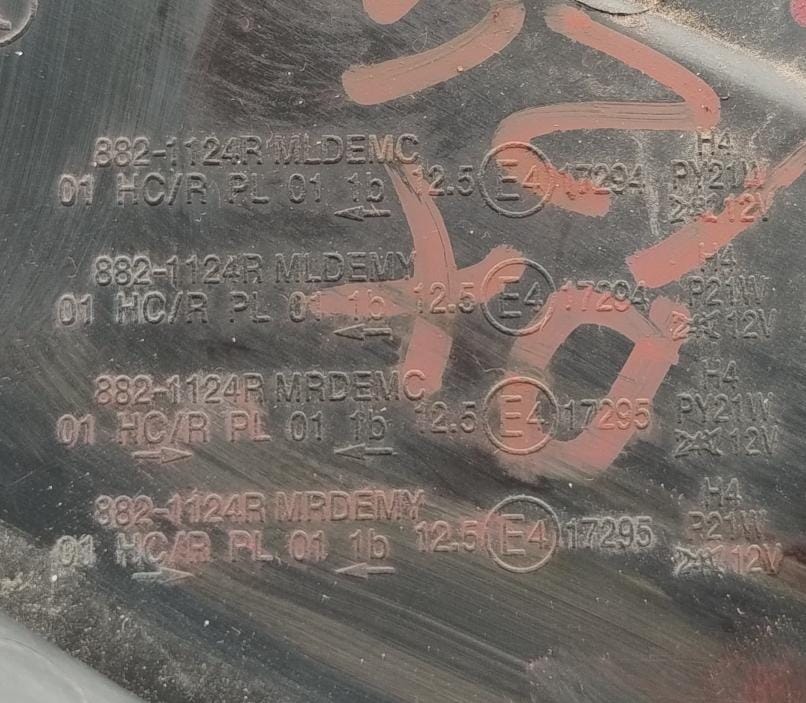 882-1124R MLDEMC H4
01 HC/R PL 01 1b 12.5 E4 17294 PY21W
← 12V
882-1124R MLDEMY H4
01 HC/R PL 01 1b 12.5 E4 17294 P21W
← 12V
882-1124R MRDEMC H4
01 HC/R PL 01 1b 12.5 E4 17295 PY21W
→ ← 12V
882-1124R MRDEMY H4
01 HC/R PL 01 1b 12.5 E4 17295 P21W
→ ← 12V